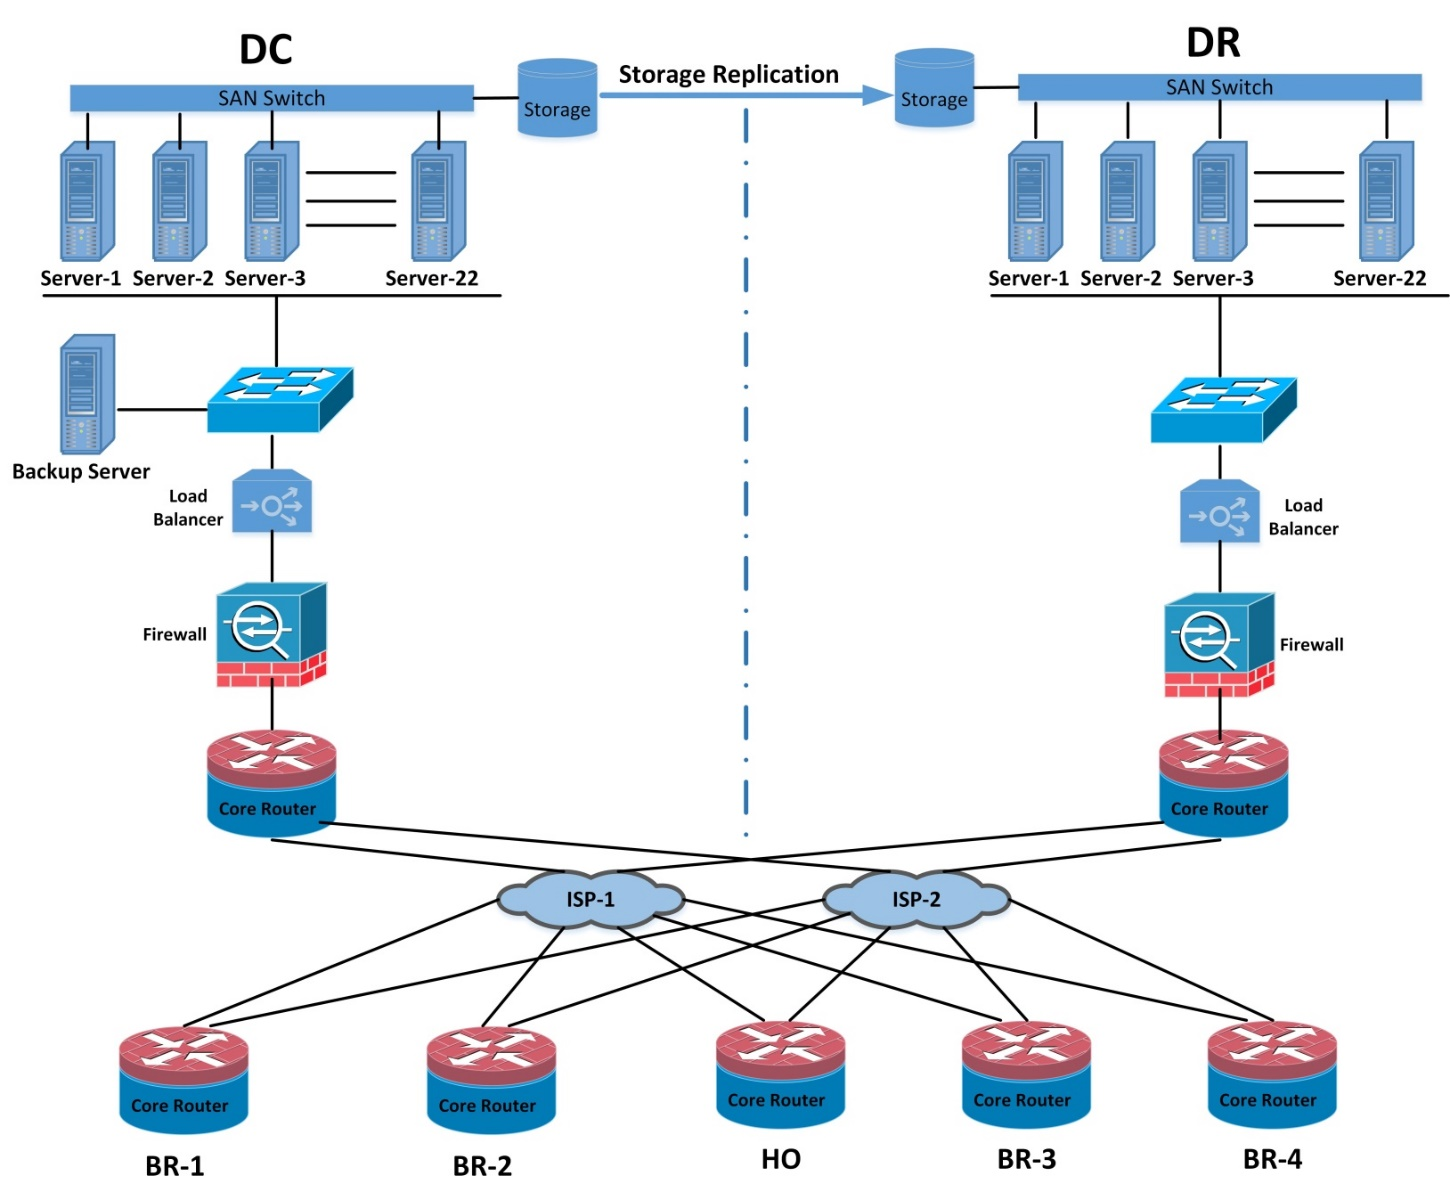 DC
DR
Storage Replication
SAN Switch
Storage
Storage
SAN Switch
Server-1
Server-2
Server-3
Server-22
Server-1
Server-2
Server-3
Server-22
Backup Server
Load
Balancer
Load
Balancer
Firewall
Firewall
Core Router
Core Router
ISP-1
ISP-2
Core Router
Core Router
Core Router
Core Router
Core Router
BR-1
BR-2
HO
BR-3
BR-4